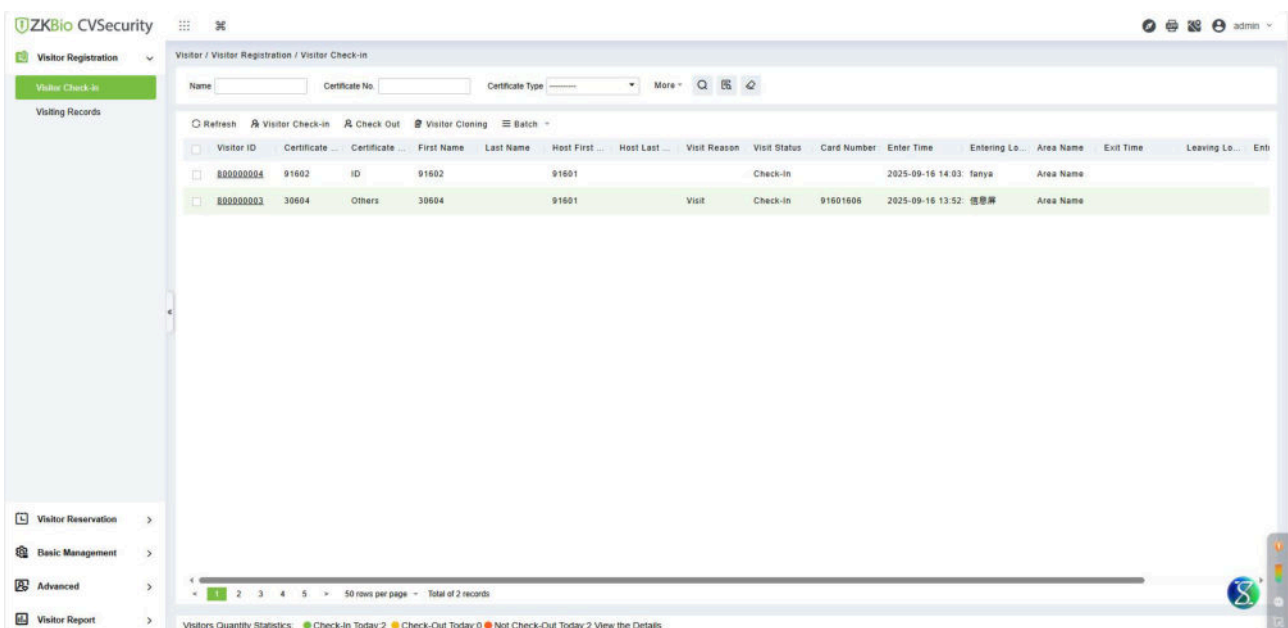 ZKBio CVSecurity
admin
Visitor Registration
Visitor Check-in
Visiting Records
Visitor / Visitor Registration / Visitor Check-in
Name Certificate No. Certificate Type ---------- More
Refresh Visitor Check-in Check Out Visitor Cloning Batch
Visitor ID Certificate ... Certificate ... First Name Last Name Host First ... Host Last ... Visit Reason Visit Status Card Number Enter Time Entering Lo... Area Name Exit Time Leaving Lo... Ent
800000004 91602 ID 91602 91601 Check-In 2025-09-16 14:03: fanya Area Name
800000003 30604 Others 30604 91601 Visit Check-In 91601606 2025-09-16 13:52: 信息屏 Area Name
Visitor Reservation
Basic Management
Advanced
Visitor Report
< 1 2 3 4 5 > 50 rows per page Total of 2 records
Visitors Quantity Statistics: Check-In Today:2 Check-Out Today:0 Not Check-Out Today:2 View the Details